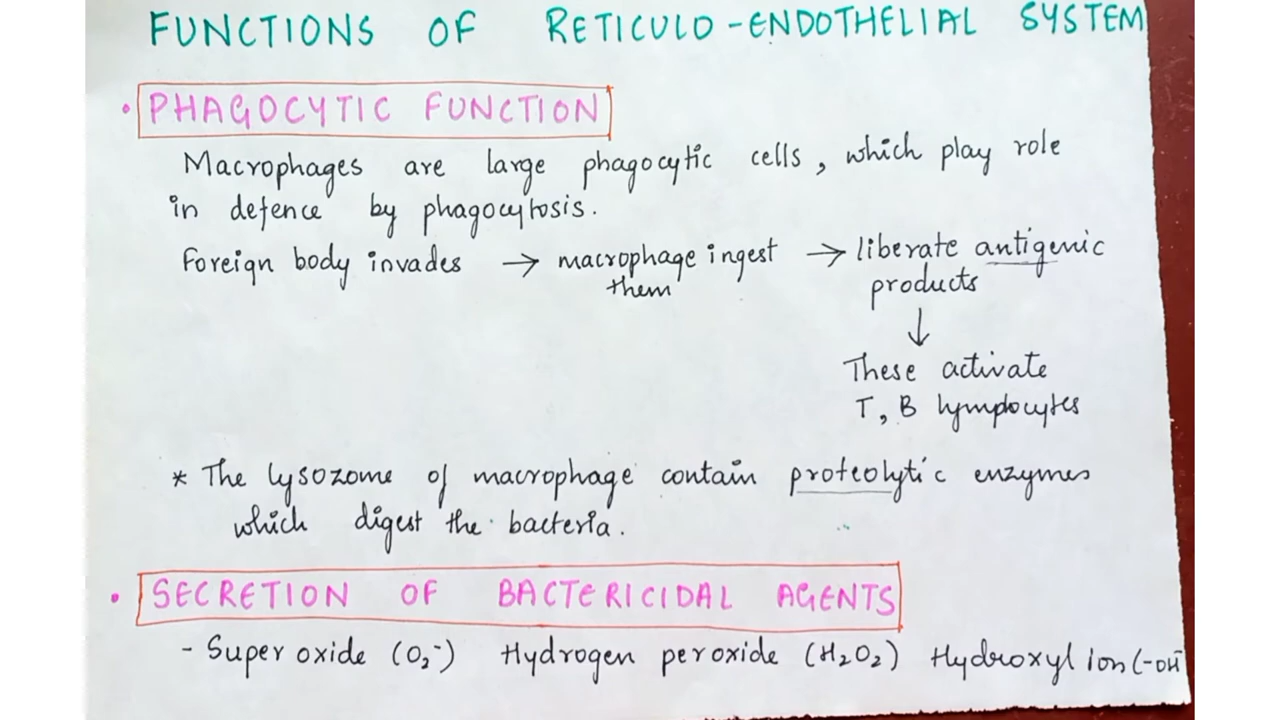 FUNCTIONS OF RETICULO-ENDOTHELIAL SYSTEM
• PHAGOCYTIC FUNCTION
Macrophages are large phagocytic cells, which play role
in defence by phagocytosis.
Foreign body invades → macrophage ingest → liberate antigenic
them products
↓
These activate
T, B lymphocytes
* The lysozome of macrophage contain proteolytic enzymes
which digest the bacteria.
• SECRETION OF BACTERICIDAL AGENTS
- Super oxide (O₂⁻) Hydrogen peroxide (H₂O₂) Hydroxyl ion (-OH